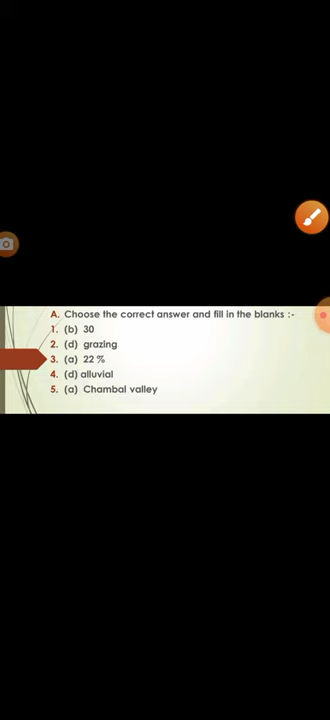 A. Choose the correct answer and fill in the blanks :-
1. (b) 30
2. (d) grazing
3. (a) 22 %
4. (d) alluvial
5. (a) Chambal valley